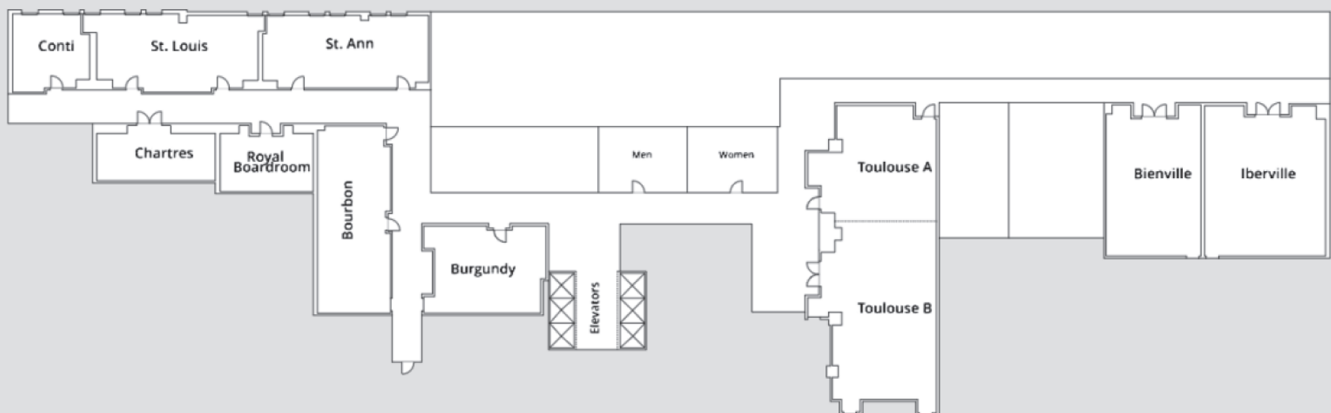 Conti
St. Louis
St. Ann
Chartres
Royal
Boardroom
Bourbon
Burgundy
Elevators
Men
Women
Toulouse A
Toulouse B
Bienville
Iberville